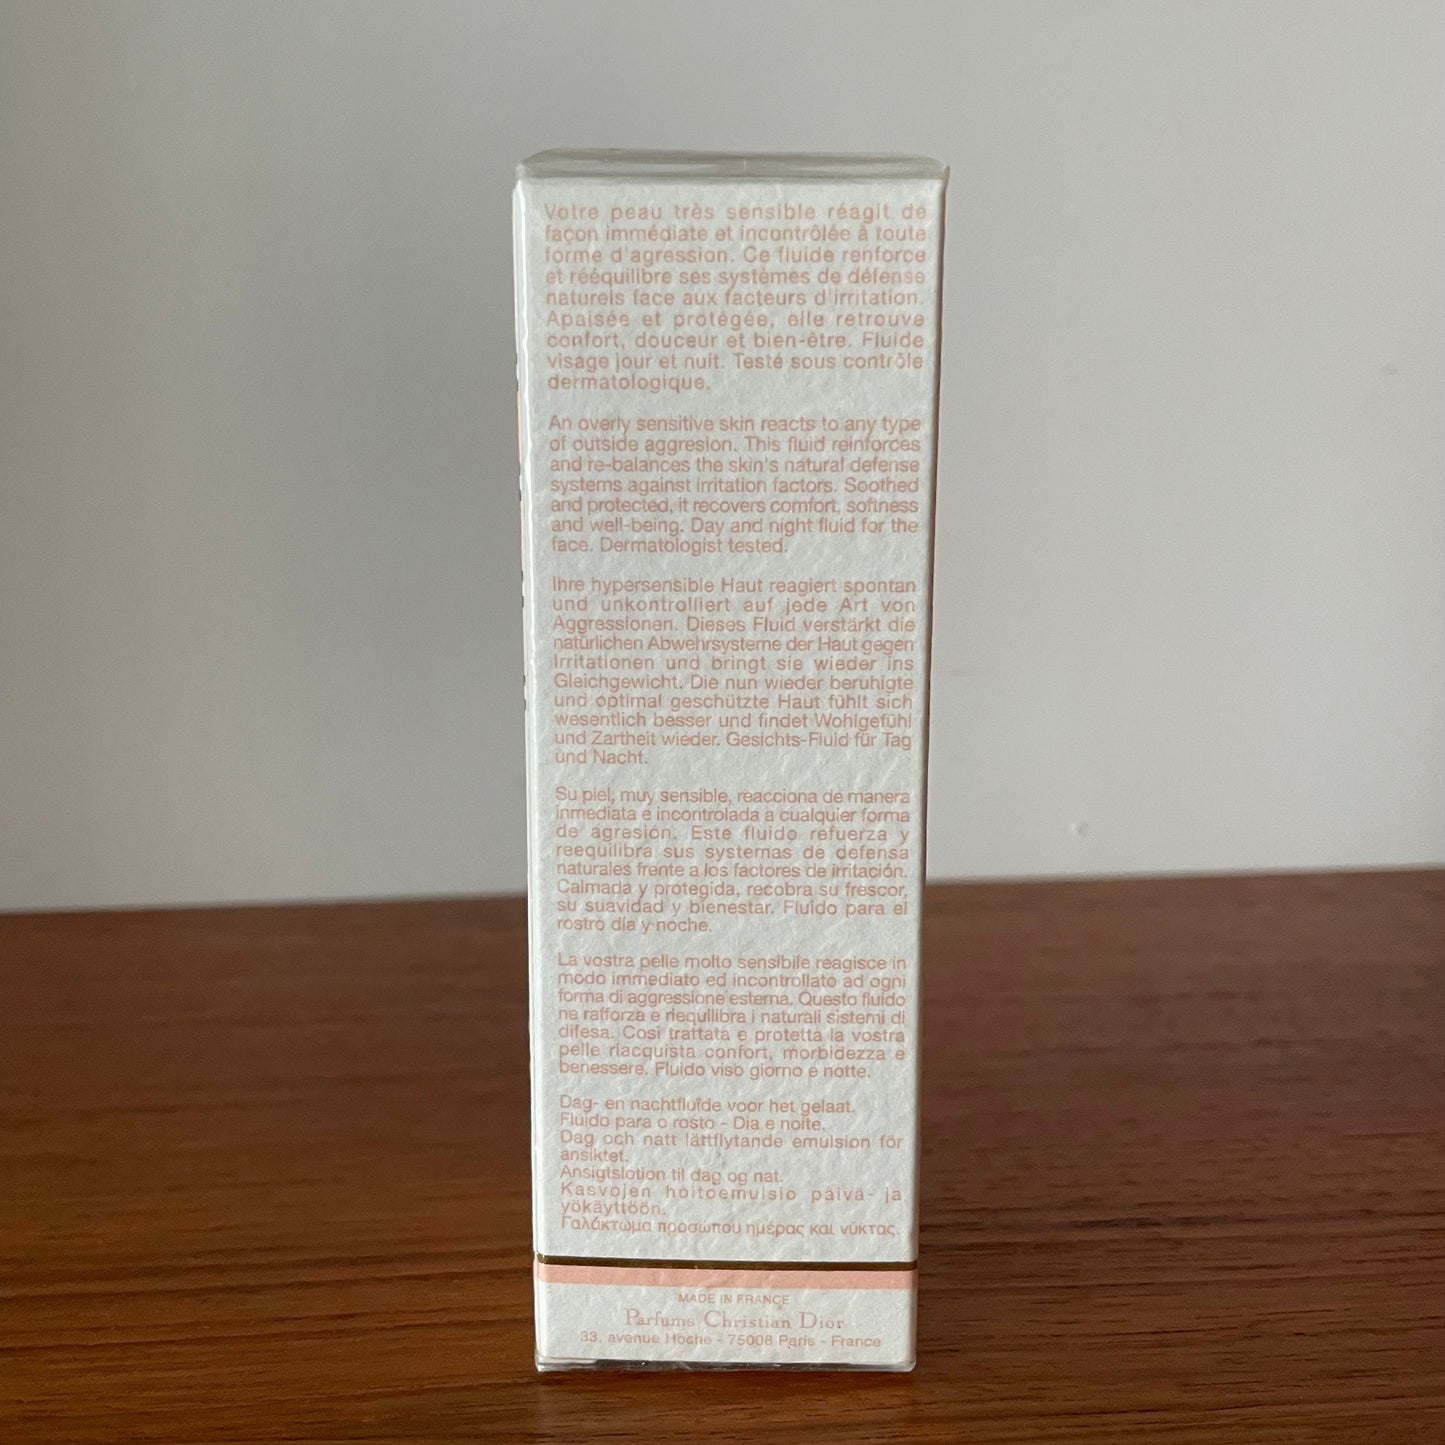 Votre peau très sensible réagit de
façon immédiate et incontrôlée à toute
forme d'agression. Ce fluide renforce
et rééquilibre ses systèmes de défense
naturels face aux facteurs d'irritation.
Apaisée et protégée, elle retrouve
confort, douceur et bien-être. Fluide
visage jour et nuit. Testé sous contrôle
dermatologique.
An overly sensitive skin reacts to any type
of outside aggresion. This fluid reinforces
and re-balances the skin's natural defense
systems against irritation factors. Soothed
and protected, it recovers comfort, softness
and well-being. Day and night fluid for the
face. Dermatologist tested.
Ihre hypersensible Haut reagiert spontan
und unkontrolliert auf jede Art von
Aggressionen. Dieses Fluid verstärkt die
natürlichen Abwehrsysteme der Haut gegen
Irritationen und bringt sie wieder ins
Gleichgewicht. Die nun wieder beruhigte
und optimal geschützte Haut fühlt sich
wesentlich besser und findet Wohlgefühl
und Zartheit wieder. Gesichts-Fluid für Tag
und Nacht.
Su piel, muy sensible, reacciona de manera
inmediata e incontrolada a cualquier forma
de agresión. Este fluido refuerza y
reequilibra sus systemas de defensa
naturales frente a los factores de irritación.
Calmada y protegida, recobra su frescor,
su suavidad y bienestar. Fluido para el
rostro día y noche.
La vostra pelle molto sensibile reagisce in
modo immediato ed incontrollato ad ogni
forma di aggressione esterna. Questo fluido
ne rafforza e riequilibra i naturali sistemi di
difesa. Così trattata e protetta la vostra
pelle riacquista confort, morbidezza e
benessere. Fluido viso giorno e notte.
Dag- en nachtfluïde voor het gelaat.
Fluido para o rosto - Dia e noite.
Dag och natt lättflytande emulsion för
ansiktet.
Ansigtslotion til dag og nat.
Kasvojen hoitoemulsio päivä- ja
yökäyttöön.
Γαλάκτωμα προσώπου ημέρας και νύκτας.
MADE IN FRANCE
Parfums Christian Dior
33, avenue Hoche - 75008 Paris - France